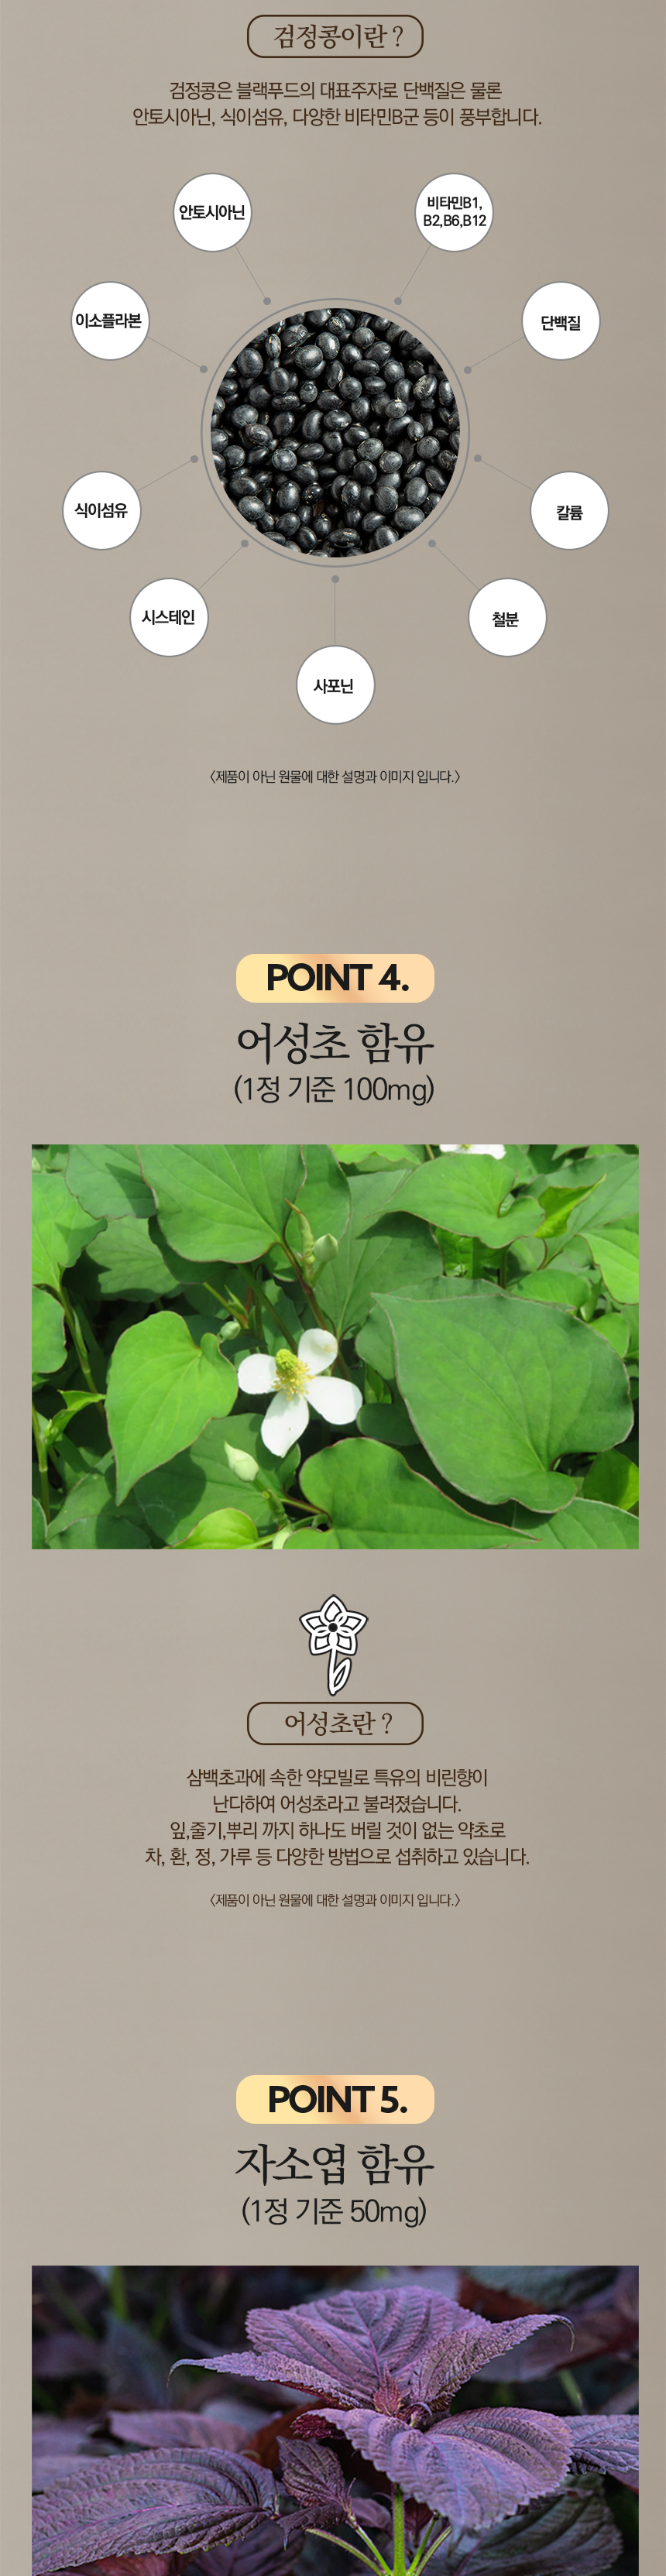 검정콩이란 ?
검정콩은 블랙푸드의 대표주자로 단백질은 물론
안토시아닌, 식이섬유, 다양한 비타민B군 등이 풍부합니다.
안토시아닌
비타민B1,
B2,B6,B12
이소플라본
단백질
식이섬유
칼륨
시스테인
철분
사포닌
<제품이 아닌 원물에 대한 설명과 이미지 입니다.>
POINT 4.
어성초 함유
(1정 기준 100mg)
어성초란 ?
삼백초과에 속한 약모빌로 특유의 비린향이
난다하여 어성초라고 불려졌습니다.
잎,줄기,뿌리 까지 하나도 버릴 것이 없는 약초로
차, 환, 정, 가루 등 다양한 방법으로 섭취하고 있습니다.
<제품이 아닌 원물에 대한 설명과 이미지 입니다.>
POINT 5.
자소엽 함유
(1정 기준 50mg)